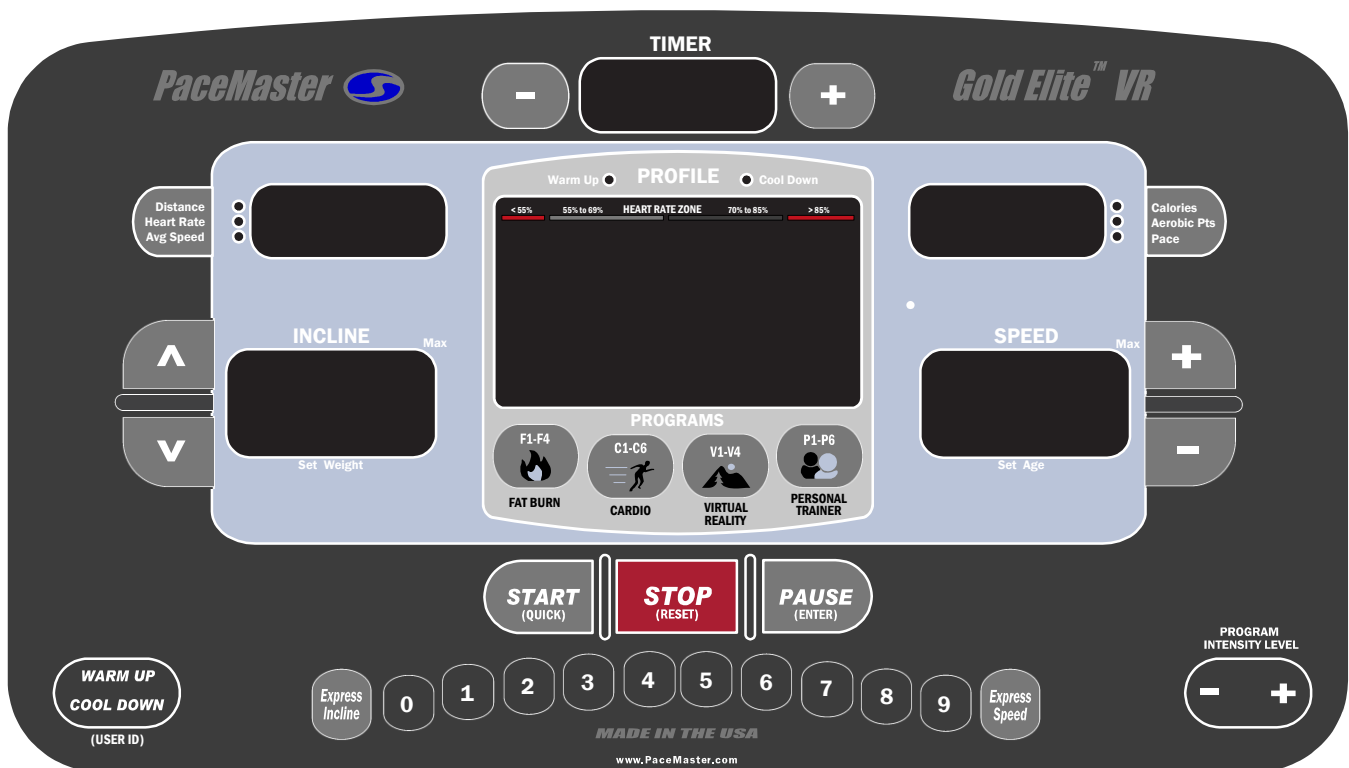 TIMER
PaceMaster
- +
Gold Elite™ VR
Warm Up PROFILE Cool Down
< 55% 55% to 69% HEART RATE ZONE 70% to 85% > 85%
Distance
Heart Rate
Avg Speed
Calories
Aerobic Pts
Pace
INCLINE
Max
Set Weight
SPEED
Max
+
-
Set Age
PROGRAMS
F1-F4
FAT BURN
C1-C6
CARDIO
V1-V4
VIRTUAL
REALITY
P1-P6
PERSONAL
TRAINER
START
(QUICK)
STOP
(RESET)
PAUSE
(ENTER)
WARM UP
COOL DOWN
(USER ID)
Express
Incline
0 1 2 3 4 5 6 7 8 9
Express
Speed
PROGRAM
INTENSITY LEVEL
- +
MADE IN THE USA
www.PaceMaster.com